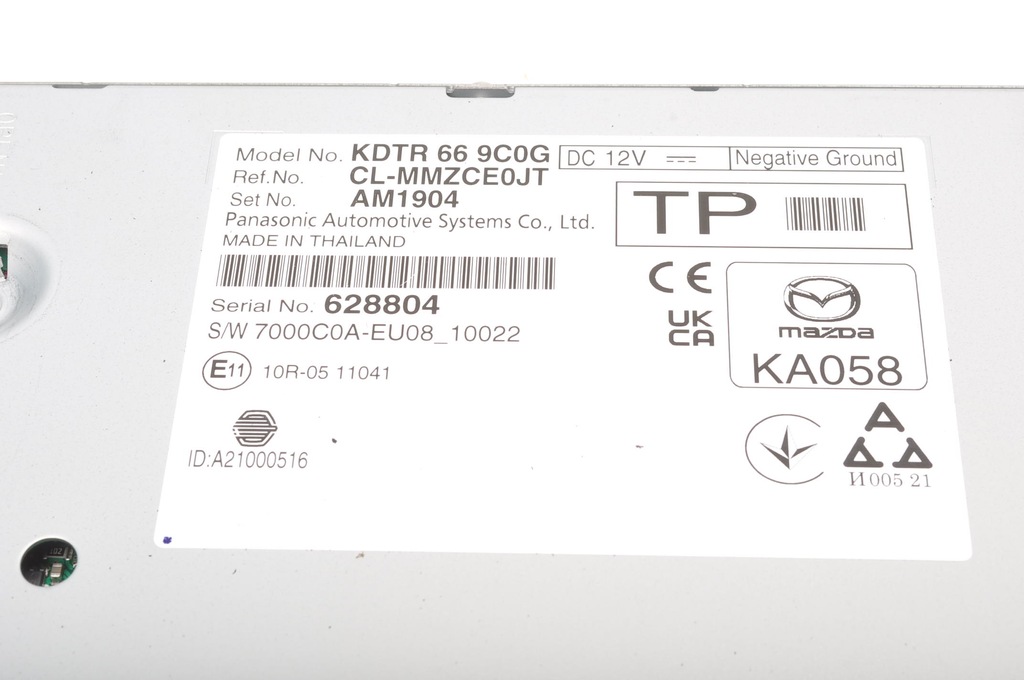 Model No. KDTR 66 9C0G
DC 12V
Negative Ground
Ref.No. CL-MMZCE0JT
Set No. AM1904
TP
Panasonic Automotive Systems Co., Ltd.
MADE IN THAILAND
CE
Serial No. 628804
UK
CA
mazda
S/W 7000C0A-EU08_10022
KA058
E11 10R-05 11041
ID:A21000516
И005 21